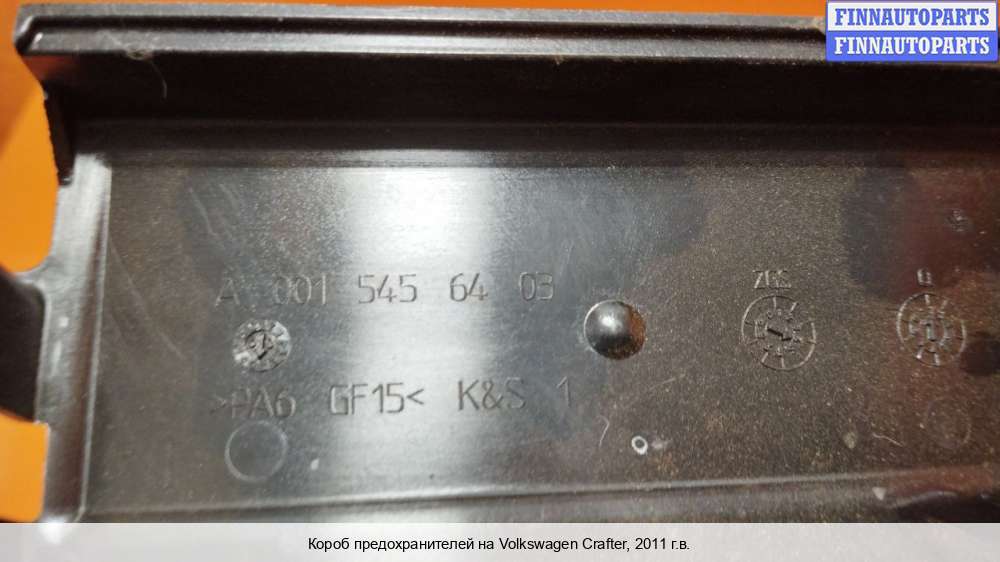 FINNAUTOPARTS
FINNAUTOPARTS
A 001 545 64 03
>PA6 GF15< K&S 1
Короб предохранителей на Volkswagen Crafter, 2011 г.в.